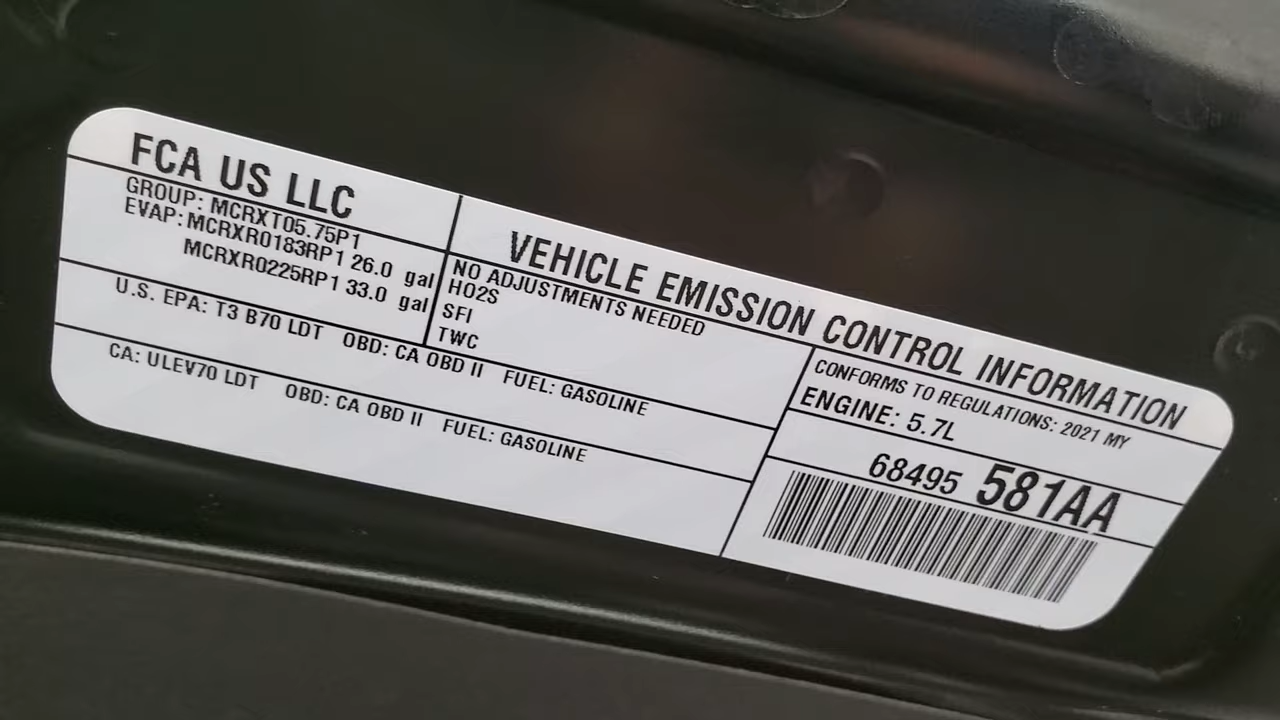 FCA US LLC
GROUP: MCRXT05.75P1
EVAP: MCRXR0183RP1 26.0 gal
MCRXR0225RP1 33.0 gal
VEHICLE EMISSION CONTROL INFORMATION
NO ADJUSTMENTS NEEDED
HO2S
SFI
TWC
U.S. EPA: T3 B70 LDT OBD: CA OBD II FUEL: GASOLINE
CA: ULEV70 LDT OBD: CA OBD II FUEL: GASOLINE
CONFORMS TO REGULATIONS: 2021 MY
ENGINE: 5.7L
68495 581AA